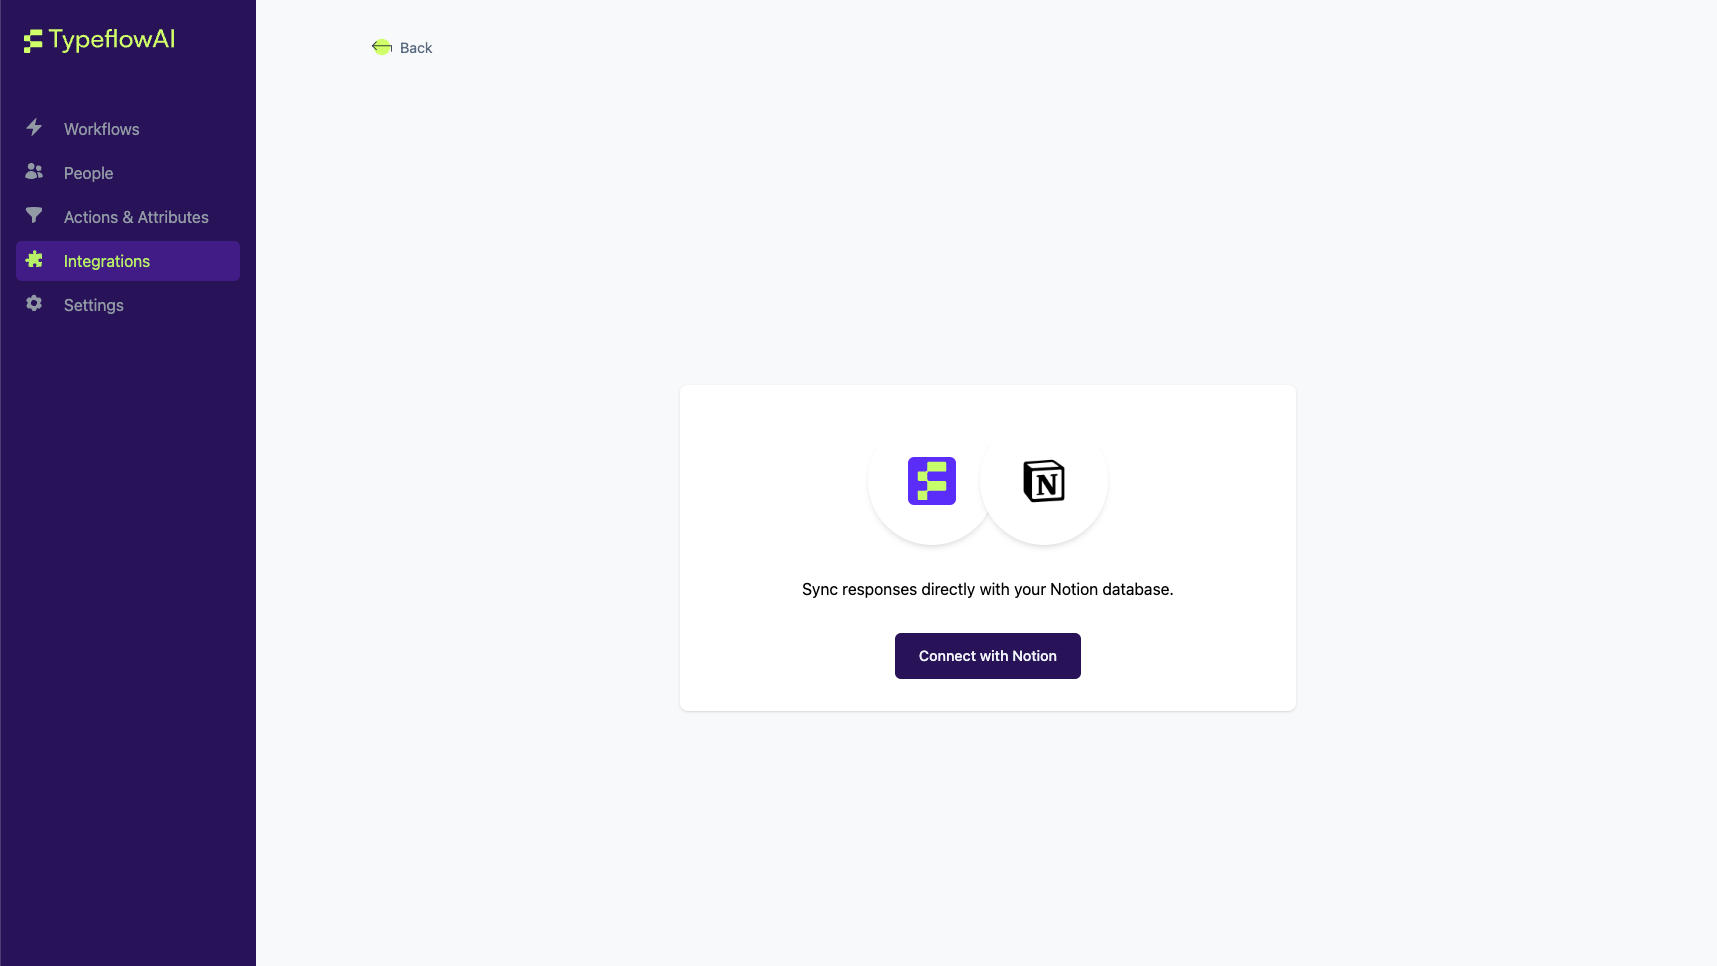 TypeflowAI
Back
Workflows
People
Actions & Attributes
Integrations
Settings
N
Sync responses directly with your Notion database.
Connect with Notion